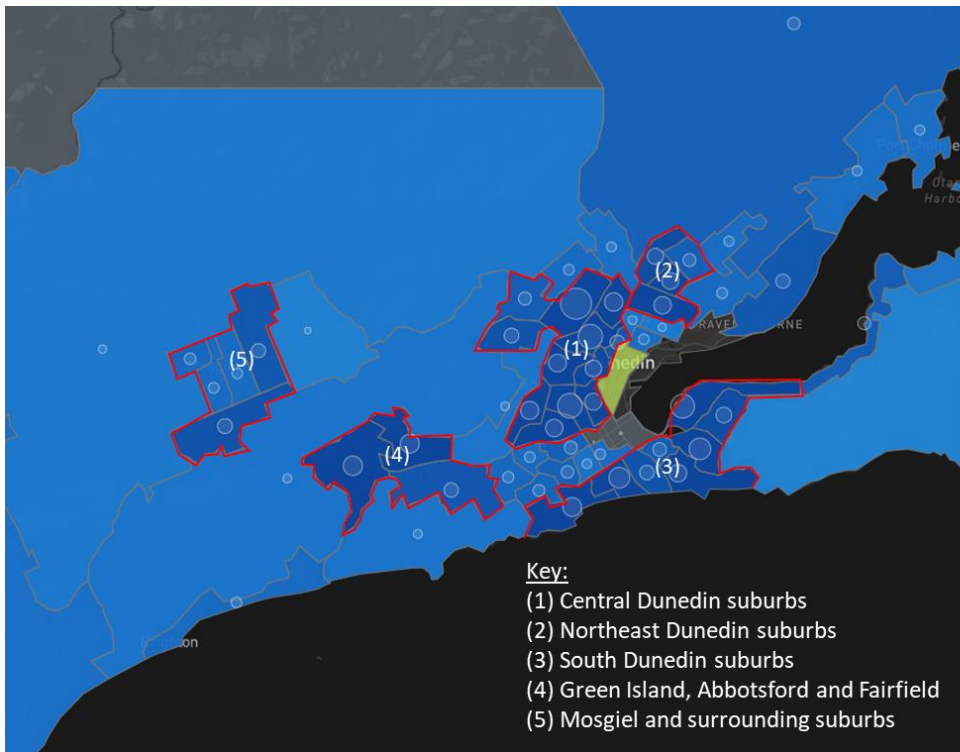 (2)
(1)
(5)
(4)
(3)
Key:
(1) Central Dunedin suburbs
(2) Northeast Dunedin suburbs
(3) South Dunedin suburbs
(4) Green Island, Abbotsford and Fairfield
(5) Mosgiel and surrounding suburbs